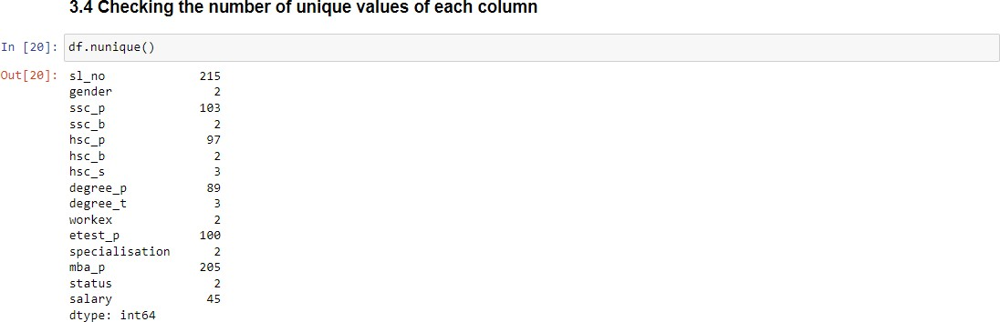 3.4 Checking the number of unique values of each column
In [20]: df.nunique()
Out[20]: sl_no 215
gender 2
ssc_p 103
ssc_b 2
hsc_p 97
hsc_b 2
hsc_s 3
degree_p 89
degree_t 3
workex 2
etest_p 100
specialisation 2
mba_p 205
status 2
salary 45
dtype: int64